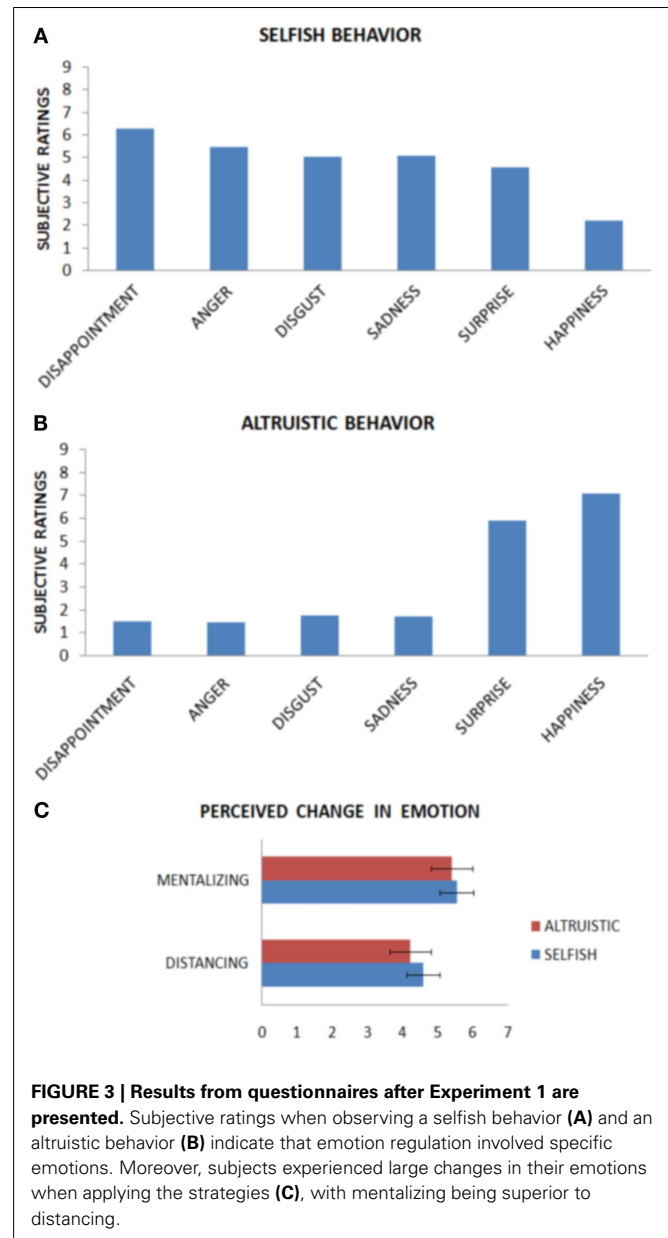 A
SELFISH BEHAVIOR
SUBJECTIVE RATINGS
9
8
7
6
5
4
3
2
1
0
DISAPPOINTMENT
ANGER
DISGUST
SADNESS
SURPRISE
HAPPINESS
B
ALTRUISTIC BEHAVIOR
SUBJECTIVE RATINGS
9
8
7
6
5
4
3
2
1
0
DISAPPOINTMENT
ANGER
DISGUST
SADNESS
SURPRISE
HAPPINESS
C
PERCEIVED CHANGE IN EMOTION
MENTALIZING
DISTANCING
ALTRUISTIC
SELFISH
0 1 2 3 4 5 6 7
FIGURE 3 | Results from questionnaires after Experiment 1 are
presented. Subjective ratings when observing a selfish behavior (A) and an
altruistic behavior (B) indicate that emotion regulation involved specific
emotions. Moreover, subjects experienced large changes in their emotions
when applying the strategies (C), with mentalizing being superior to
distancing.